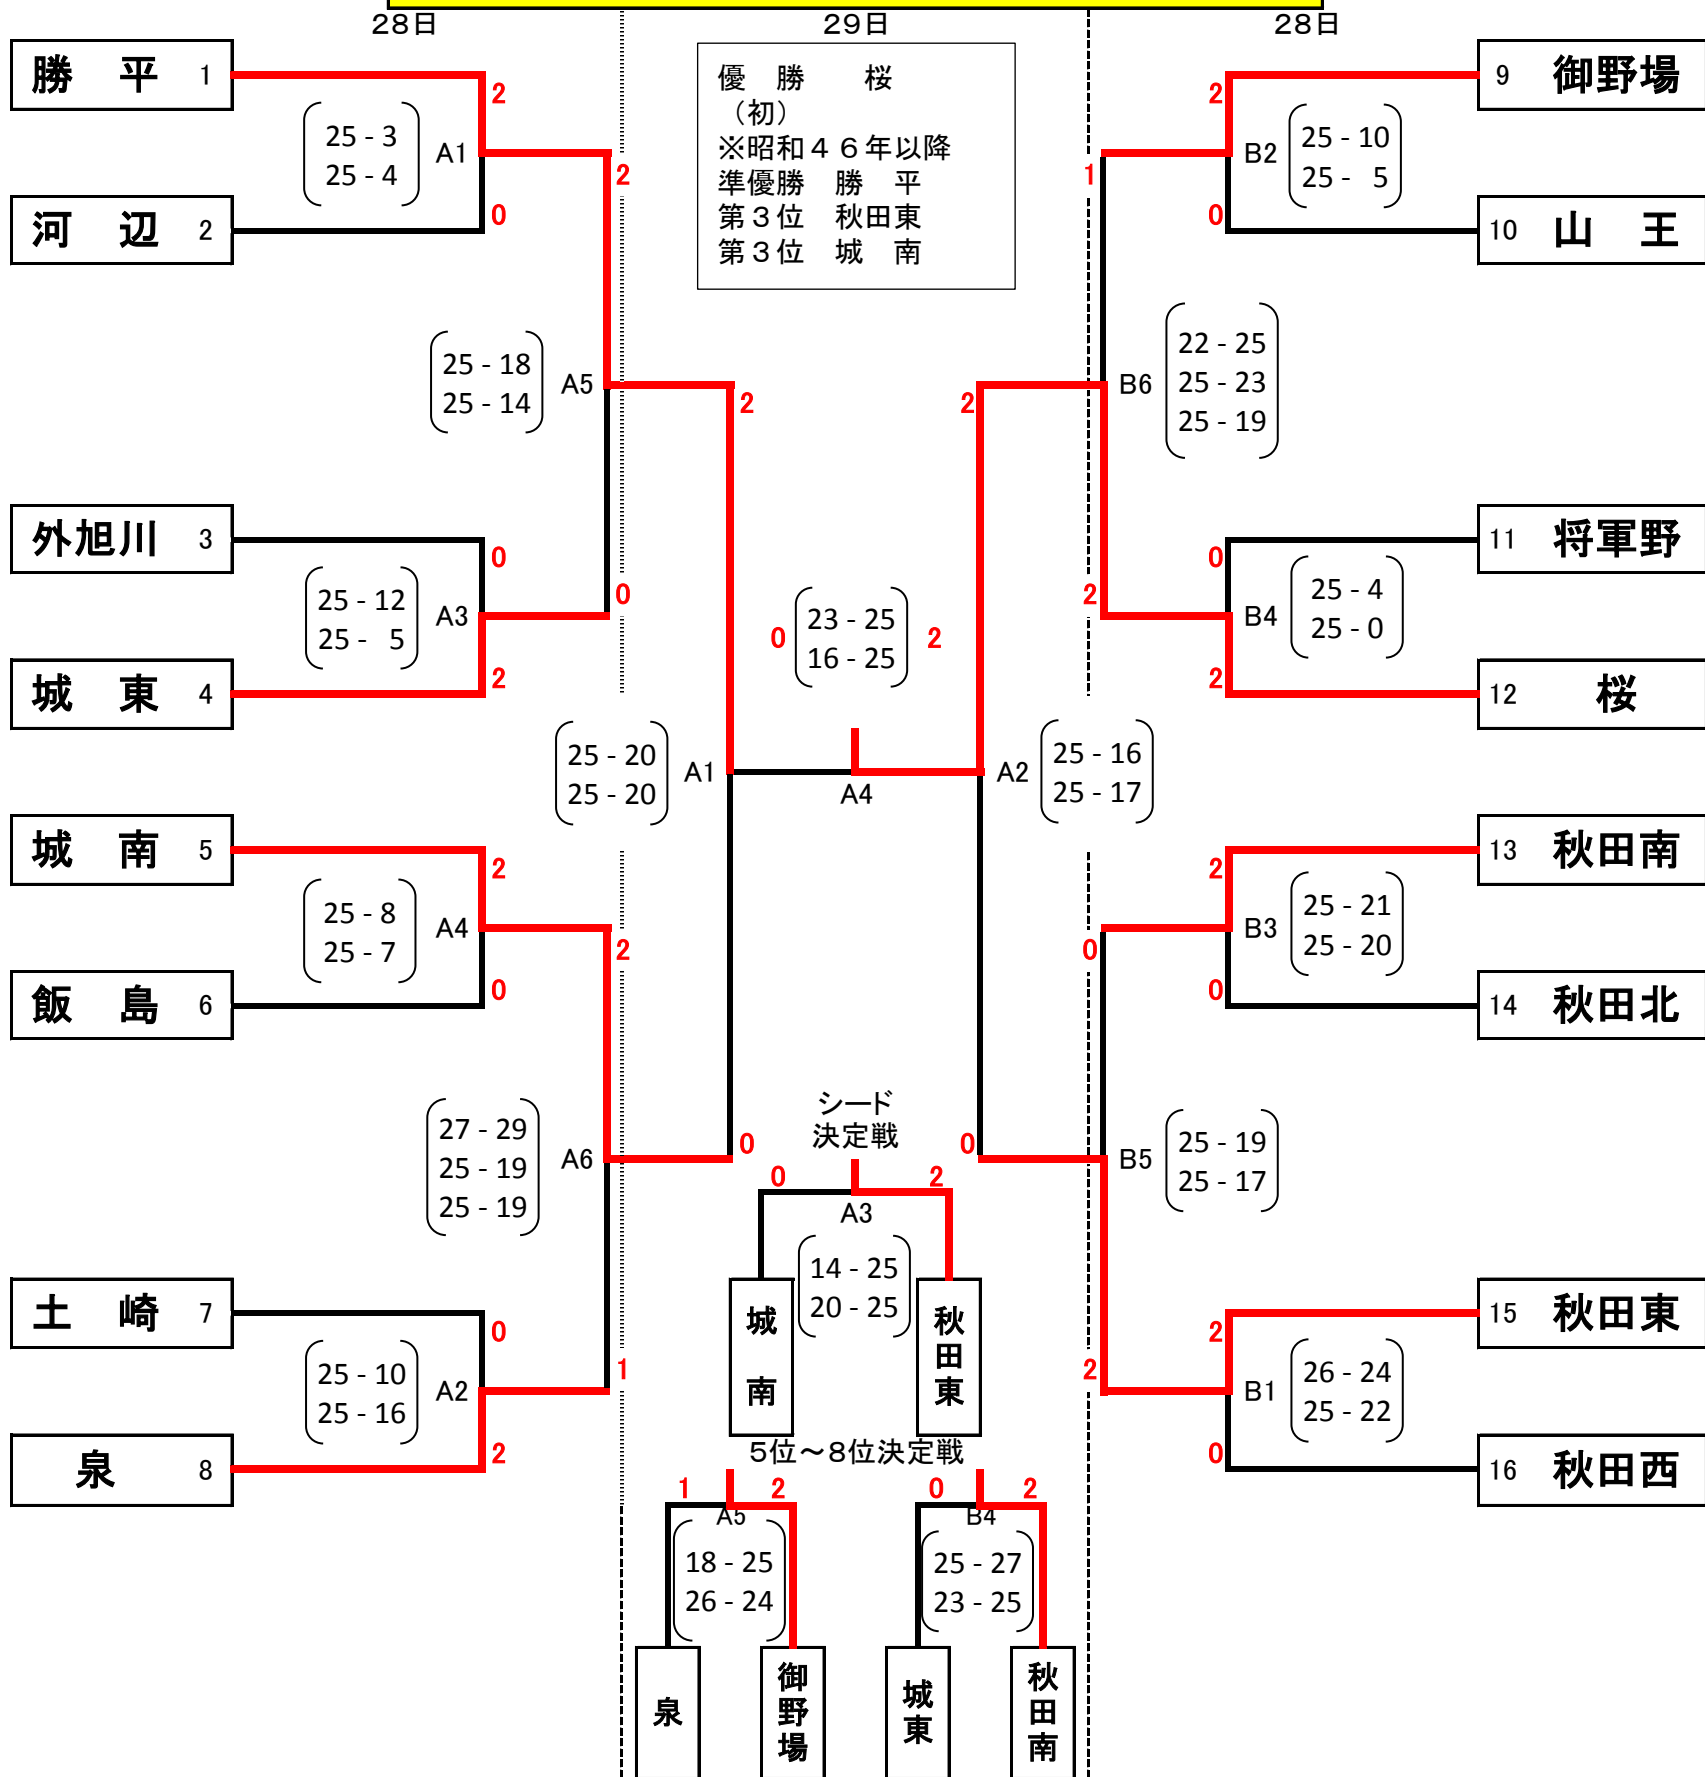 28日
29日
28日
優　勝　　桜
（初）
※昭和４６年以降
準優勝　勝　平
第３位　秋田東
第３位　城　南
勝　平 1
2
25 - 3
25 - 4
A1
0
河　辺 2
2
25 - 18
25 - 14
A5
0
外旭川 3
0
25 - 12
25 - 5
A3
2
城　東 4
2
25 - 20
25 - 20
A1
0
城　南 5
2
25 - 8
25 - 7
A4
0
飯　島 6
2
27 - 29
25 - 19
25 - 19
A6
1
土　崎 7
0
25 - 10
25 - 16
A2
2
泉 8
0
23 - 25
16 - 25
2
A4
9 御野場
2
B2
25 - 10
25 - 5
0
10 山　王
1
B6
22 - 25
25 - 23
25 - 19
2
11 将軍野
0
B4
25 - 4
25 - 0
2
12 桜
2
A2
25 - 16
25 - 17
0
13 秋田南
2
B3
25 - 21
25 - 20
0
14 秋田北
0
B5
25 - 19
25 - 17
2
15 秋田東
2
B1
26 - 24
25 - 22
0
16 秋田西
シード
決定戦
0
2
A3
14 - 25
20 - 25
城南
秋田東
5位～8位決定戦
1
2
A5
18 - 25
26 - 24
泉
御野場
0
2
B4
25 - 27
23 - 25
城東
秋田南